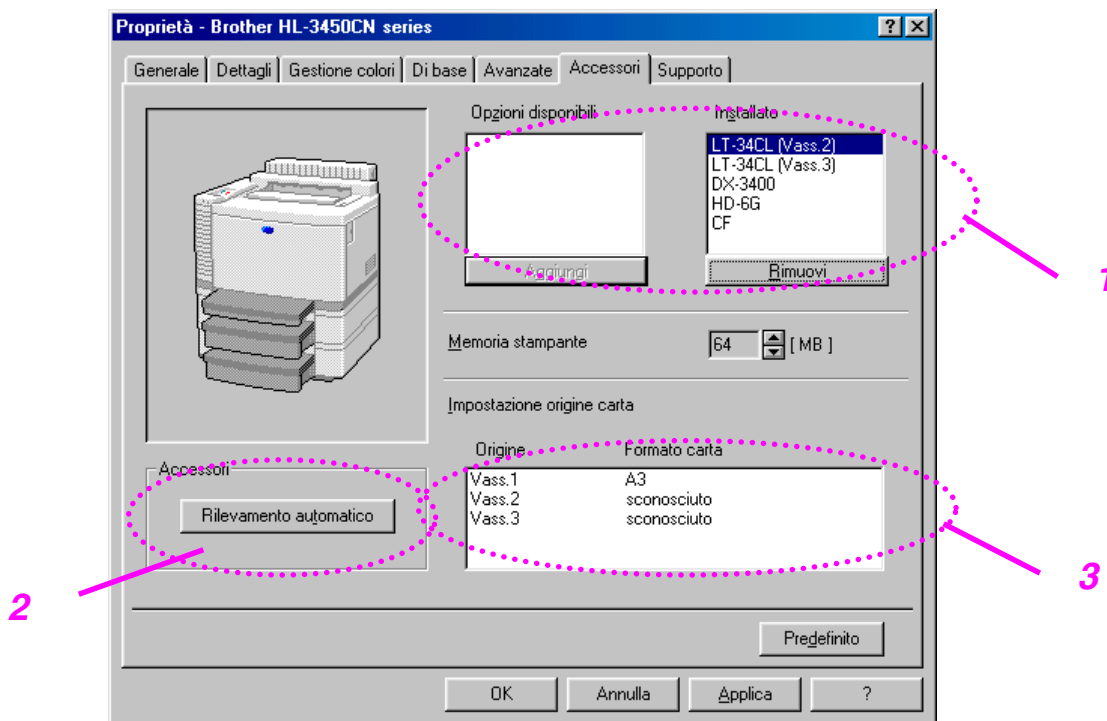 Proprietà - Brother HL-3450CN series
? ×
Generale Dettagli Gestione colori Di base Avanzate Accessori Supporto
Opzioni disponibili Installato
LT-34CL (Vass.2)
LT-34CL (Vass.3)
DX-3400
HD-6G
CF
Aggiungi Rimuovi
1
Memoria stampante 64 [ MB ]
Impostazione origine carta
Origine Formato carta
Vass.1 A3
Vass.2 sconosciuto
Vass.3 sconosciuto
Accessori
Rilevamento automatico
2
3
Predefinito
OK Annulla Applica ?